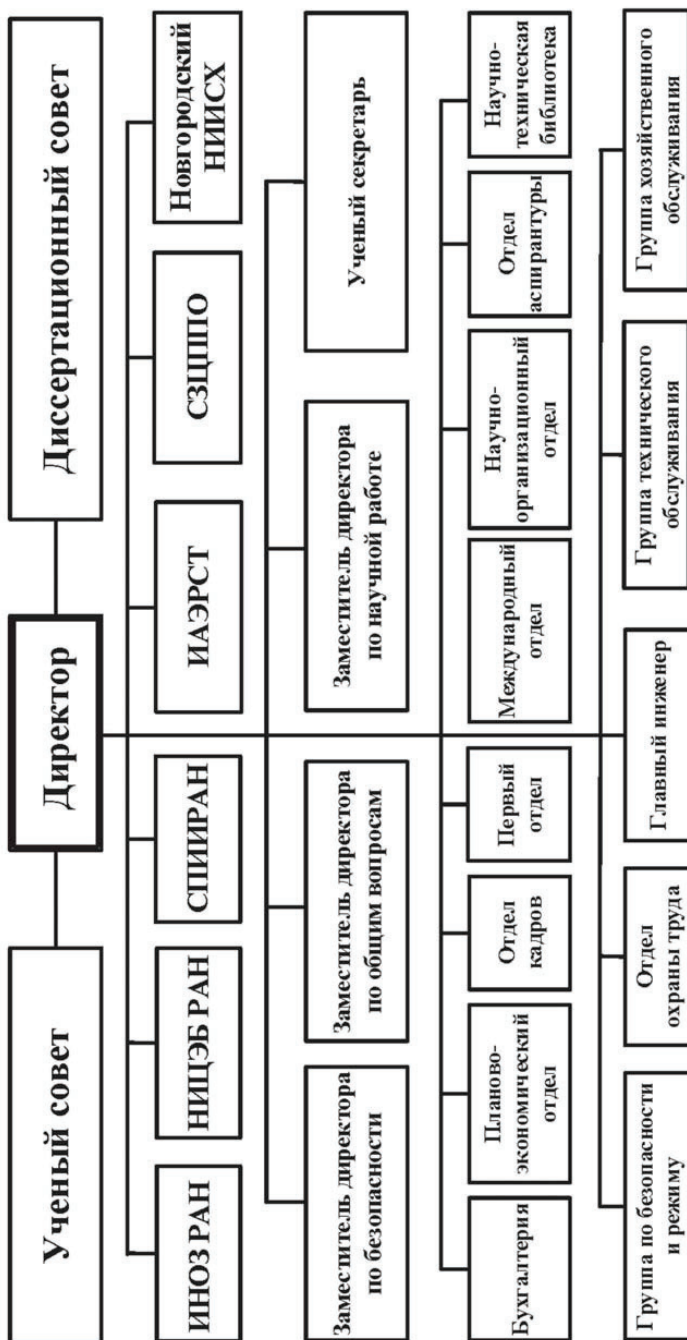 Ученый совет
Директор
Диссертационный совет
ИНОЗ РАН
НИЦЭБ РАН
СПИИРАН
ИАЭРСТ
СЗЦППО
Новгородский
НИИСХ
Заместитель директора
по безопасности
Заместитель директора
по общим вопросам
Заместитель директора
по научной работе
Ученый секретарь
Бухгалтерия
Планово-
экономический
отдел
Отдел
кадров
Первый
отдел
Международный
отдел
Научно-
организационный
отдел
Отдел
аспирантуры
Научно-
техническая
библиотека
Группа по безопасности
и режиму
Отдел
охраны труда
Главный инженер
Группа технического
обслуживания
Группа хозяйственного
обслуживания